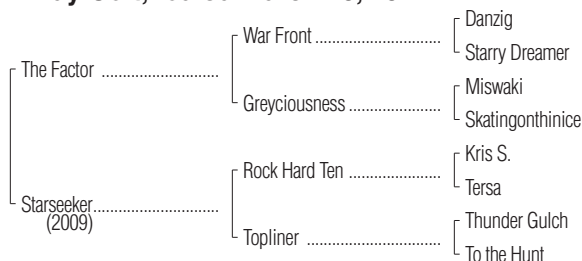 Danzig
War Front ........................
Starry Dreamer
The Factor ..............................
Miswaki
Greyciousness ...................
Skatingonthinice
Kris S.
Rock Hard Ten ...................
Tersa
Starseeker................................
(2009)
Thunder Gulch
Topliner ...........................
To the Hunt